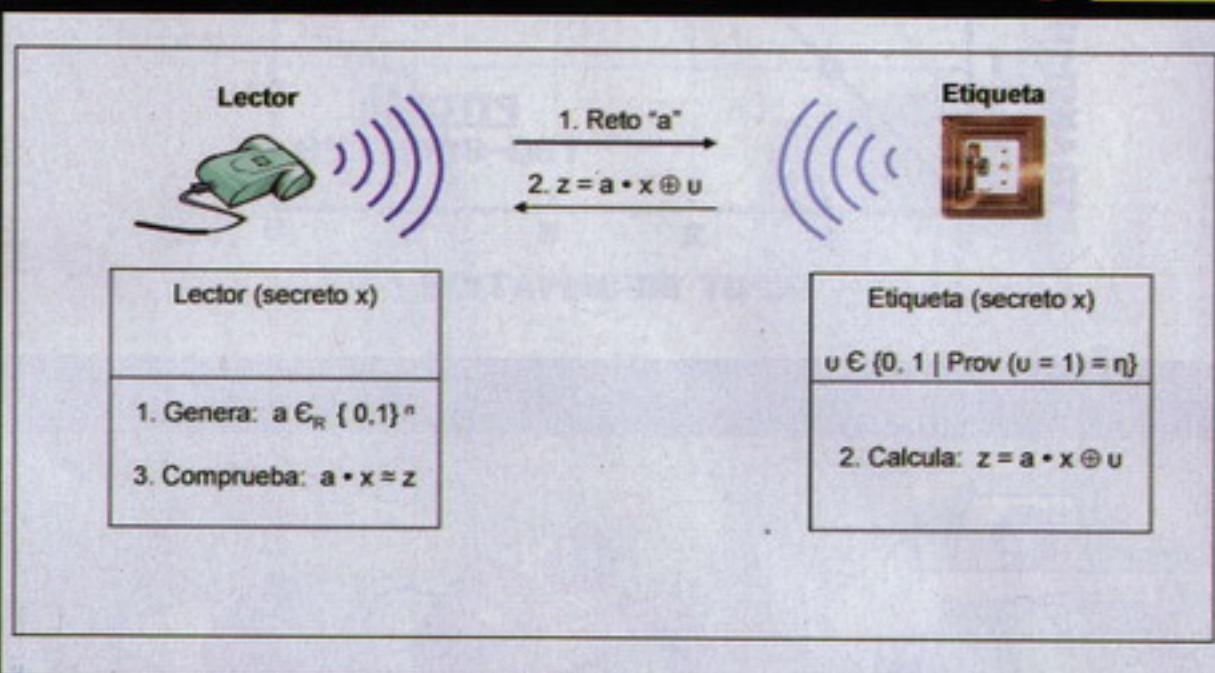 Lector
Etiqueta
1. Reto "a"
2. z = a • x ⊕ υ
Lector (secreto x)
1. Genera: a Є_R { 0,1} ⁿ
3. Comprueba: a • x = z
Etiqueta (secreto x)
υ Є {0, 1 | Prov (υ = 1) = η}
2. Calcula: z = a • x ⊕ υ